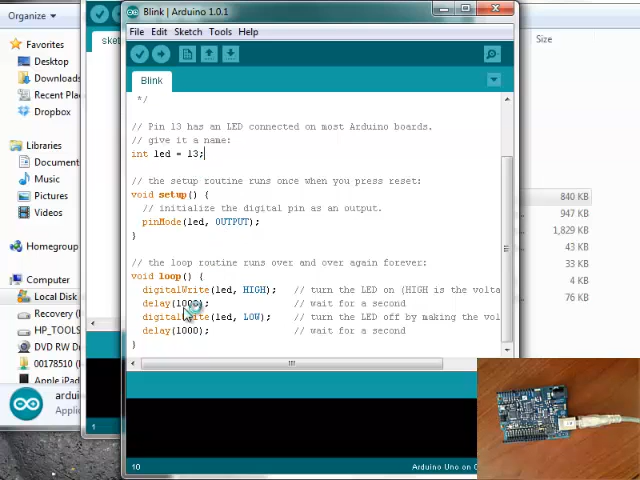 Organize
Blink | Arduino 1.0.1
File Edit Sketch Tools Help
Size
Favorites
Desktop
Downloads
Recent Plac
Dropbox
Libraries
Document
Music
Pictures
Videos
Homegroup
Computer
Local Disk
Recovery (
HP_TOOLS
DVD RW D
00178510
Apple iPad
Blink
*/
// Pin 13 has an LED connected on most Arduino boards.
// give it a name:
int led = 13;
// the setup routine runs once when you press reset:
void setup() {
// initialize the digital pin as an output.
pinMode(led, OUTPUT);
}
// the loop routine runs over and over again forever:
void loop() {
digitalWrite(led, HIGH); // turn the LED on (HIGH is the volta
delay(1000); // wait for a second
digitalWrite(led, LOW); // turn the LED off by making the vol
delay(1000); // wait for a second
}
840 KB
947 KB
1,829 KB
43 KB
33 KB
4 KB
76 KB
ske
ardui
Applic
1
10
Arduino Uno on